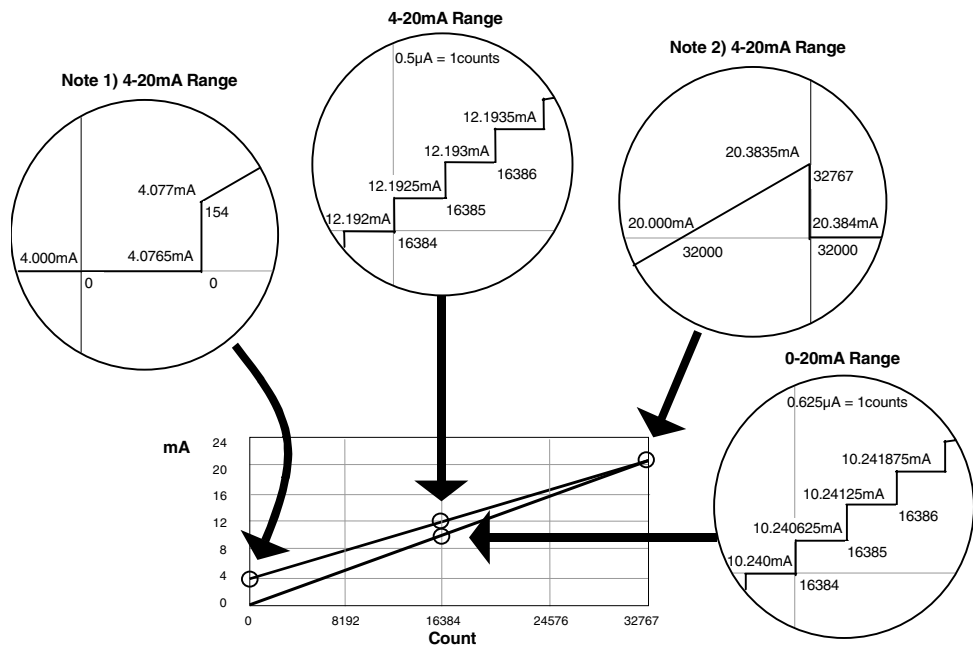 4-20mA Range
0.5µA = 1counts
12.1935mA
12.193mA
16386
12.1925mA
16385
12.192mA
16384
Note 1) 4-20mA Range
4.077mA
154
4.000mA
4.0765mA
0
0
Note 2) 4-20mA Range
20.3835mA
32767
20.000mA
20.384mA
32000
32000
0-20mA Range
0.625µA = 1counts
10.241875mA
10.24125mA
16386
10.240625mA
16385
10.240mA
16384
mA
24
20
16
12
8
4
0
0 8192 16384 24576 32767
Count